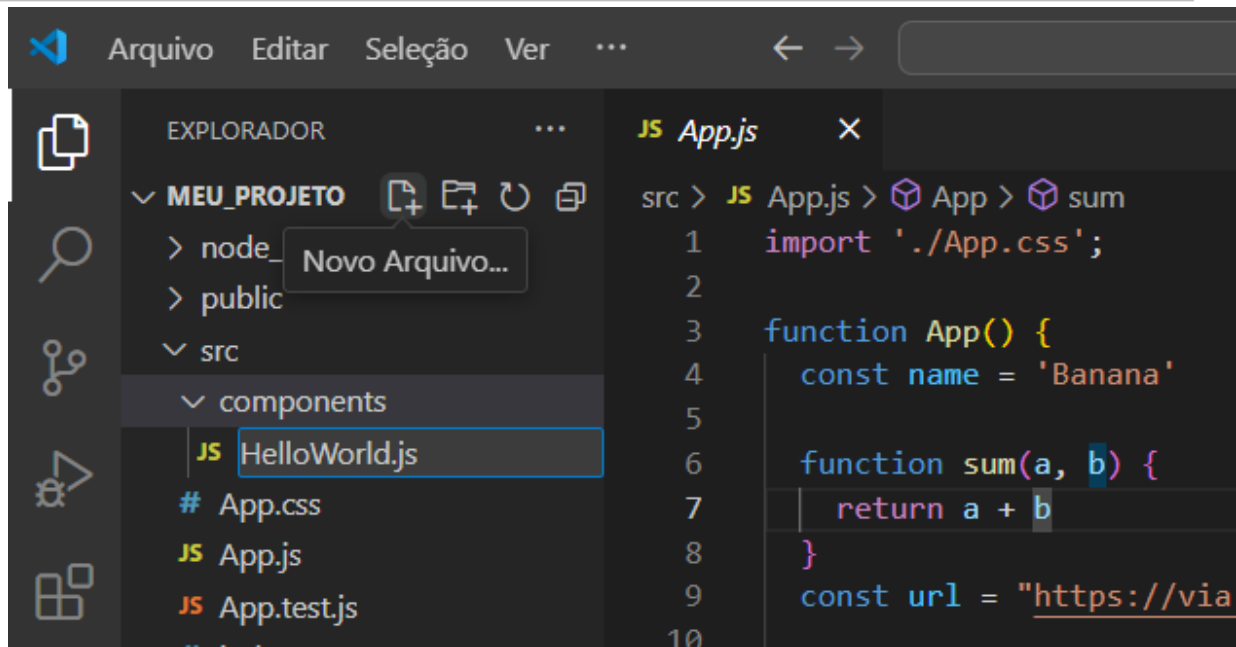 Arquivo Editar Seleção Ver ...
EXPLORADOR ...
MEU_PROJETO
Novo Arquivo...
node_
public
src
components
JS HelloWorld.js
# App.css
JS App.js
JS App.test.js
JS App.js ×
src > JS App.js > App > sum
1 import './App.css';
2
3 function App() {
4 const name = 'Banana'
5
6 function sum(a, b) {
7 return a + b
8 }
9 const url = "https://via
10